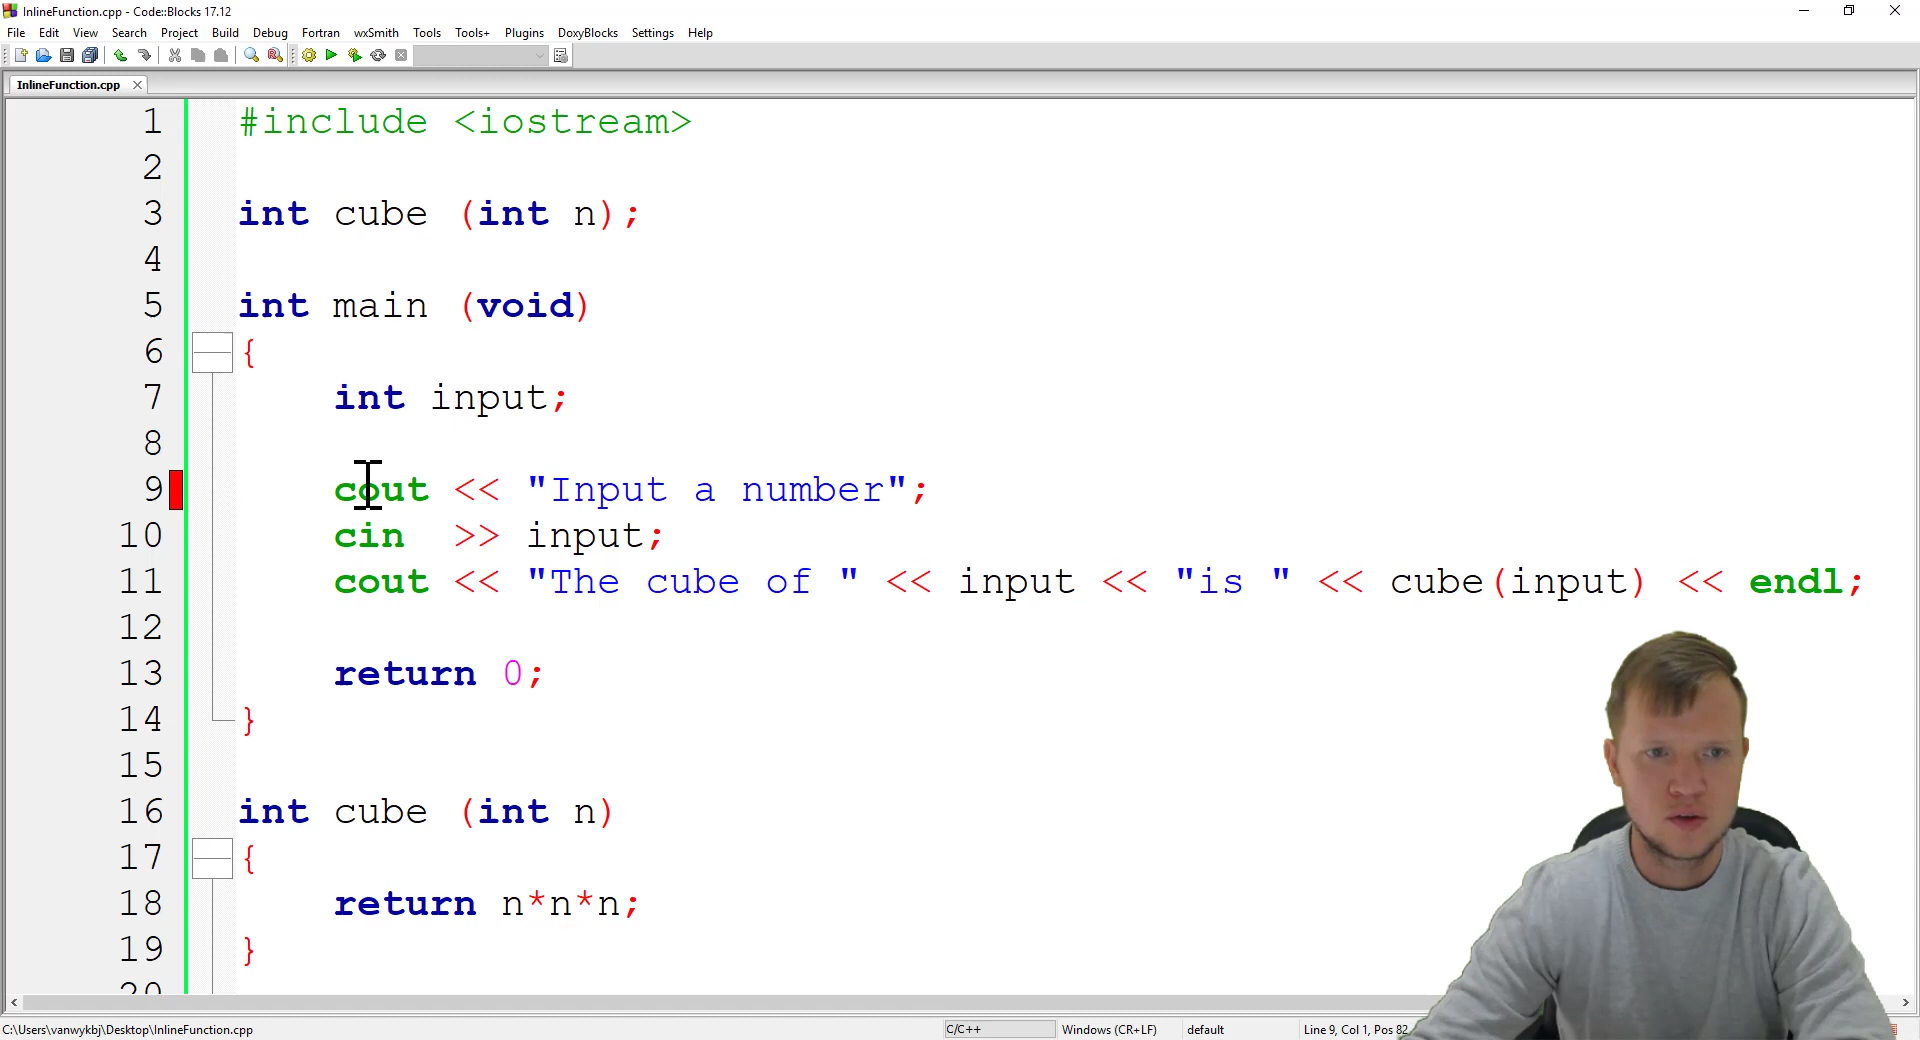 InlineFunction.cpp - Code::Blocks 17.12
File Edit View Search Project Build Debug Fortran wxSmith Tools Tools+ Plugins DoxyBlocks Settings Help
InlineFunction.cpp
1 #include <iostream>
2
3 int cube (int n);
4
5 int main (void)
6 {
7 int input;
8
9 cout << "Input a number";
10 cin >> input;
11 cout << "The cube of " << input << "is " << cube(input) << endl;
12
13 return 0;
14 }
15
16 int cube (int n)
17 {
18 return n*n*n;
19 }
20
C:\Users\vanwykbj\Desktop\InlineFunction.cpp C/C++ Windows (CR+LF) default Line 9, Col 1, Pos 82